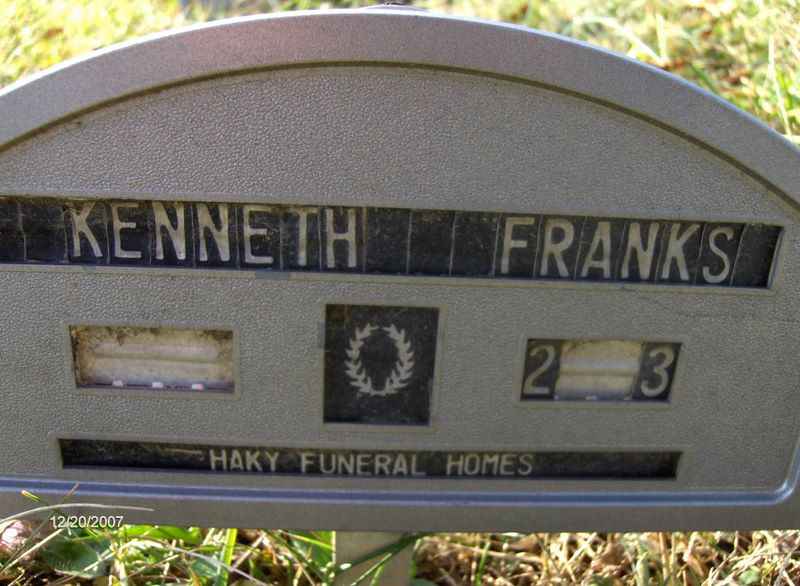 KENNETH FRANKS
2 3
HAKY FUNERAL HOMES
12/20/2007